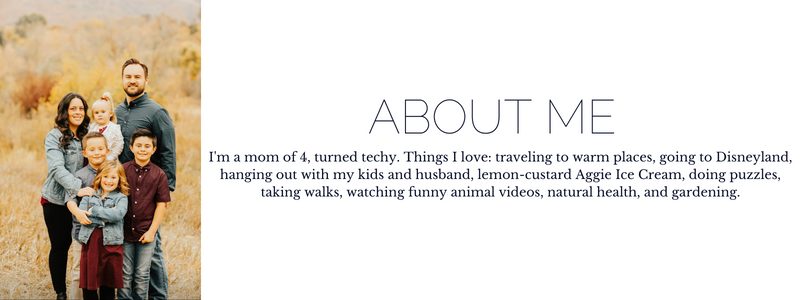 ABOUT ME
I'm a mom of 4, turned techy. Things I love: traveling to warm places, going to Disneyland,
hanging out with my kids and husband, lemon-custard Aggie Ice Cream, doing puzzles,
taking walks, watching funny animal videos, natural health, and gardening.